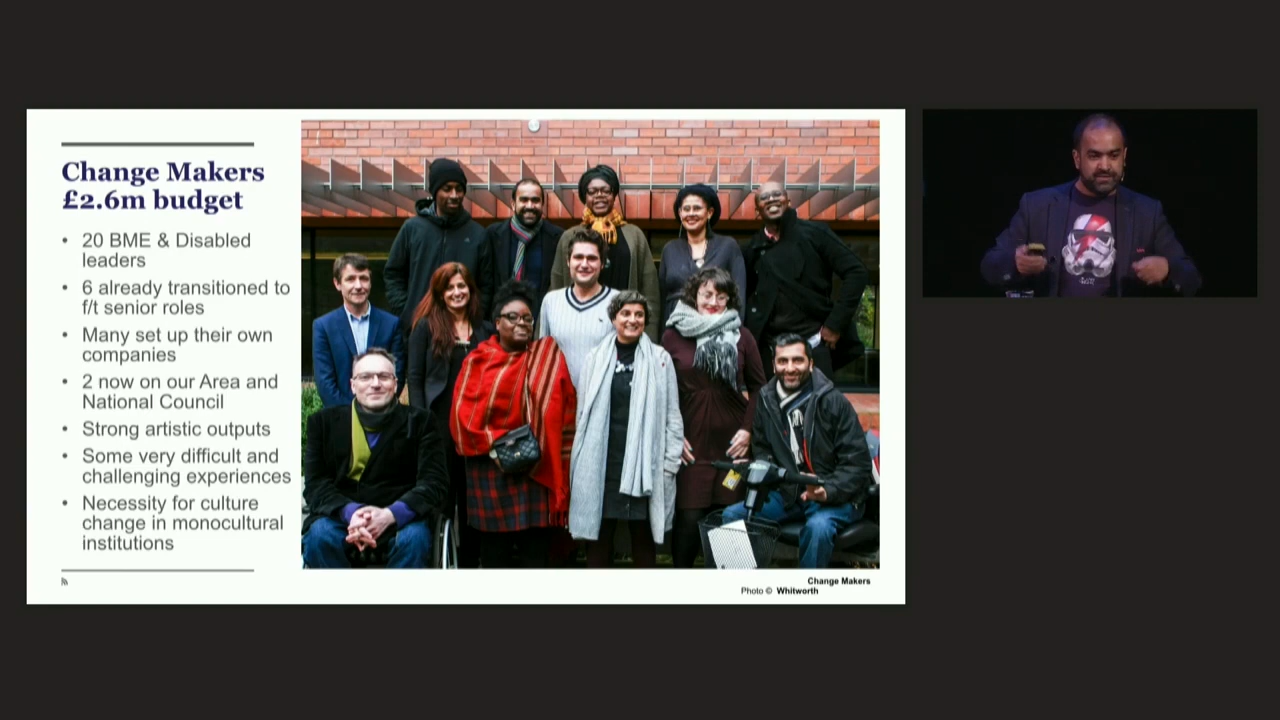 Change Makers
£2.6m budget
• 20 BME & Disabled
leaders
• 6 already transitioned to
f/t senior roles
• Many set up their own
companies
• 2 now on our Area and
National Council
• Strong artistic outputs
• Some very difficult and
challenging experiences
• Necessity for culture
change in monocultural
institutions
Change Makers
Photo © Whitworth